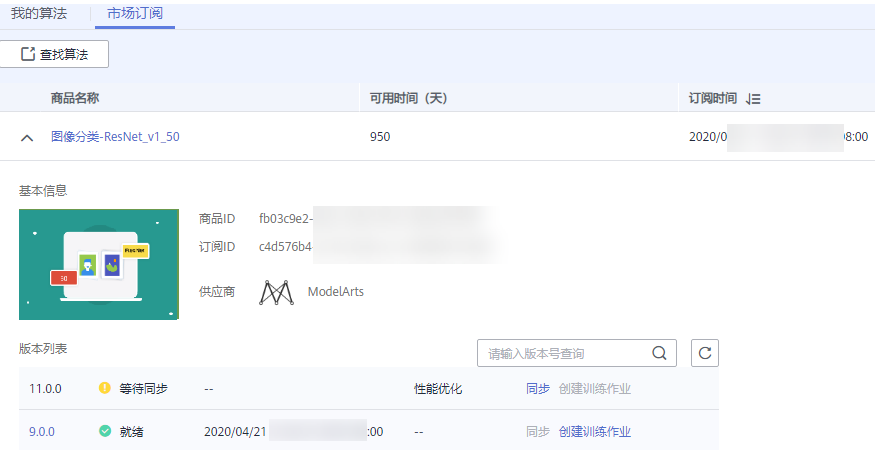 我的算法 市场订阅
查找算法
商品名称 可用时间（天） 订阅时间
图像分类-ResNet_v1_50 950 2020/0 08:00
基本信息
商品ID fb03c9e2-
订阅ID c4d576b4-
供应商 ModelArts
版本列表 请输入版本号查询
11.0.0 等待同步 -- 性能优化 同步 创建训练作业
9.0.0 就绪 2020/04/21 :00 -- 同步 创建训练作业